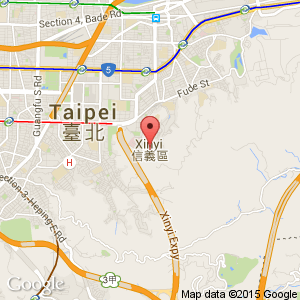 Section 4, Bade Rd
5
Guangfu S Rd
Fude St
Taipei
臺北
Xinyi
信義區
H
Section 3, Heping E Rd
Xinyi Expy
3甲
Google
Map data ©2015 Google